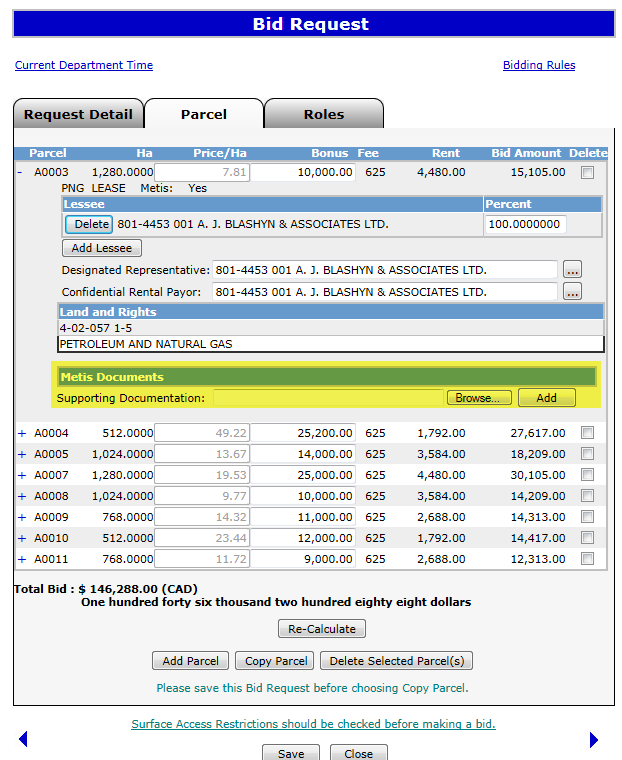 Bid Request
Current Department Time Bidding Rules
Request Detail Parcel Roles
Parcel Ha Price/Ha Bonus Fee Rent Bid Amount Delete
- A0003 1,280.0000 7.81 10,000.00 625 4,480.00 15,105.00
PNG LEASE Metis: Yes
Lessee Percent
Delete 801-4453 001 A. J. BLASHYN & ASSOCIATES LTD. 100.0000000
Add Lessee
Designated Representative: 801-4453 001 A. J. BLASHYN & ASSOCIATES LTD. ...
Confidential Rental Payor: 801-4453 001 A. J. BLASHYN & ASSOCIATES LTD. ...
Land and Rights
4-02-057 1-5
PETROLEUM AND NATURAL GAS
Metis Documents
Supporting Documentation: Browse... Add
+ A0004 512.0000 49.22 25,200.00 625 1,792.00 27,617.00
+ A0005 1,024.0000 13.67 14,000.00 625 3,584.00 18,209.00
+ A0007 1,280.0000 19.53 25,000.00 625 4,480.00 30,105.00
+ A0008 1,024.0000 9.77 10,000.00 625 3,584.00 14,209.00
+ A0009 768.0000 14.32 11,000.00 625 2,688.00 14,313.00
+ A0010 512.0000 23.44 12,000.00 625 1,792.00 14,417.00
+ A0011 768.0000 11.72 9,000.00 625 2,688.00 12,313.00
Total Bid : $ 146,288.00 (CAD)
One hundred forty six thousand two hundred eighty eight dollars
Re-Calculate
Add Parcel Copy Parcel Delete Selected Parcel(s)
Please save this Bid Request before choosing Copy Parcel.
Surface Access Restrictions should be checked before making a bid.
Save Close